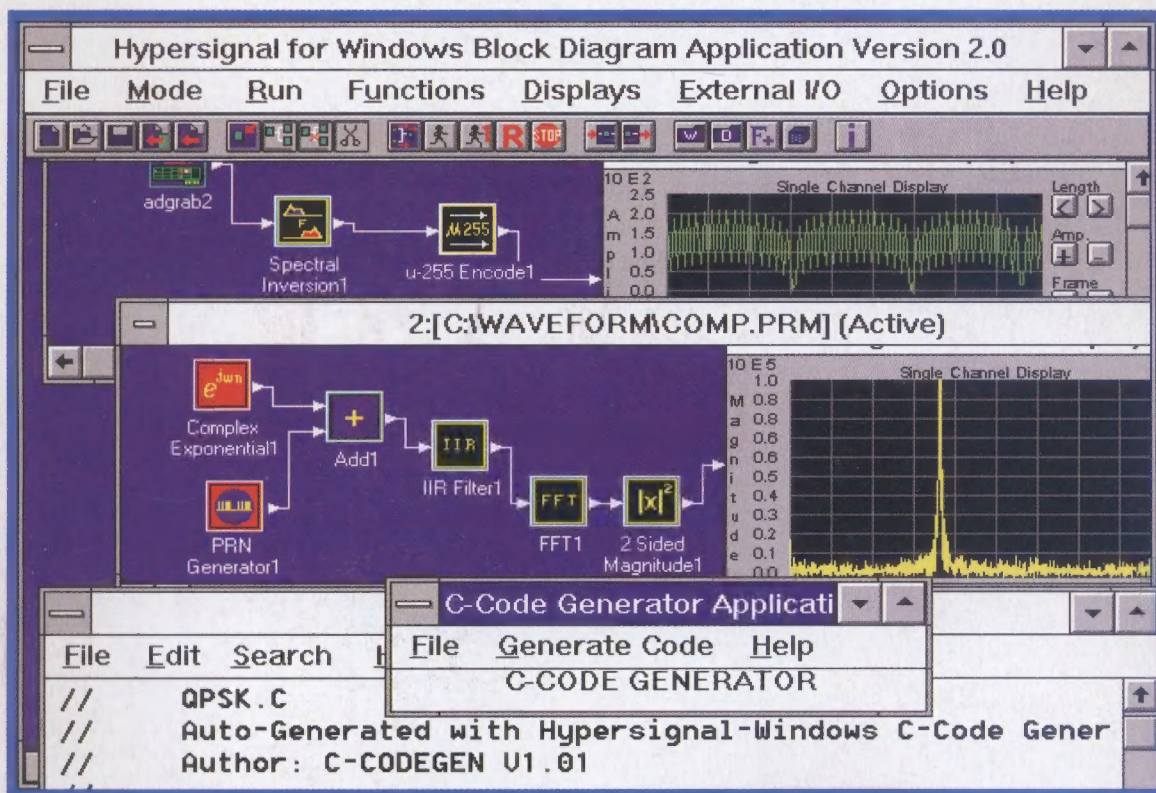 Hypersignal for Windows Block Diagram Application Version 2.0
File Mode Run Functions Displays External I/O Options Help
R STOP W D F+ i
adgrab2
Spectral
Inversion1
µ255
u-255 Encode1
10 E2
Single Channel Display
Length
2.5
A 2.0
m 1.5
p 1.0
l 0.5
i 0.0
< >
Amp.
+ -
Frame
2:[C:\WAVEFORM\COMP.PRM] (Active)
e jwn
Complex
Exponential1
+
Add1
IIR
IIR Filter1
PRN
Generator1
FFT
FFT1
|x|²
2 Sided
Magnitude1
10 E5
Single Channel Display
1.0
M 0.8
a 0.8
g 0.6
n 0.6
i 0.5
t 0.4
u 0.3
d 0.2
e 0.1
0.0
C-Code Generator Applicati
File Generate Code Help
C-CODE GENERATOR
File Edit Search H
// QPSK.C
// Auto-Generated with Hypersignal-Windows C-Code Gener
// Author: C-CODEGEN V1.01
//